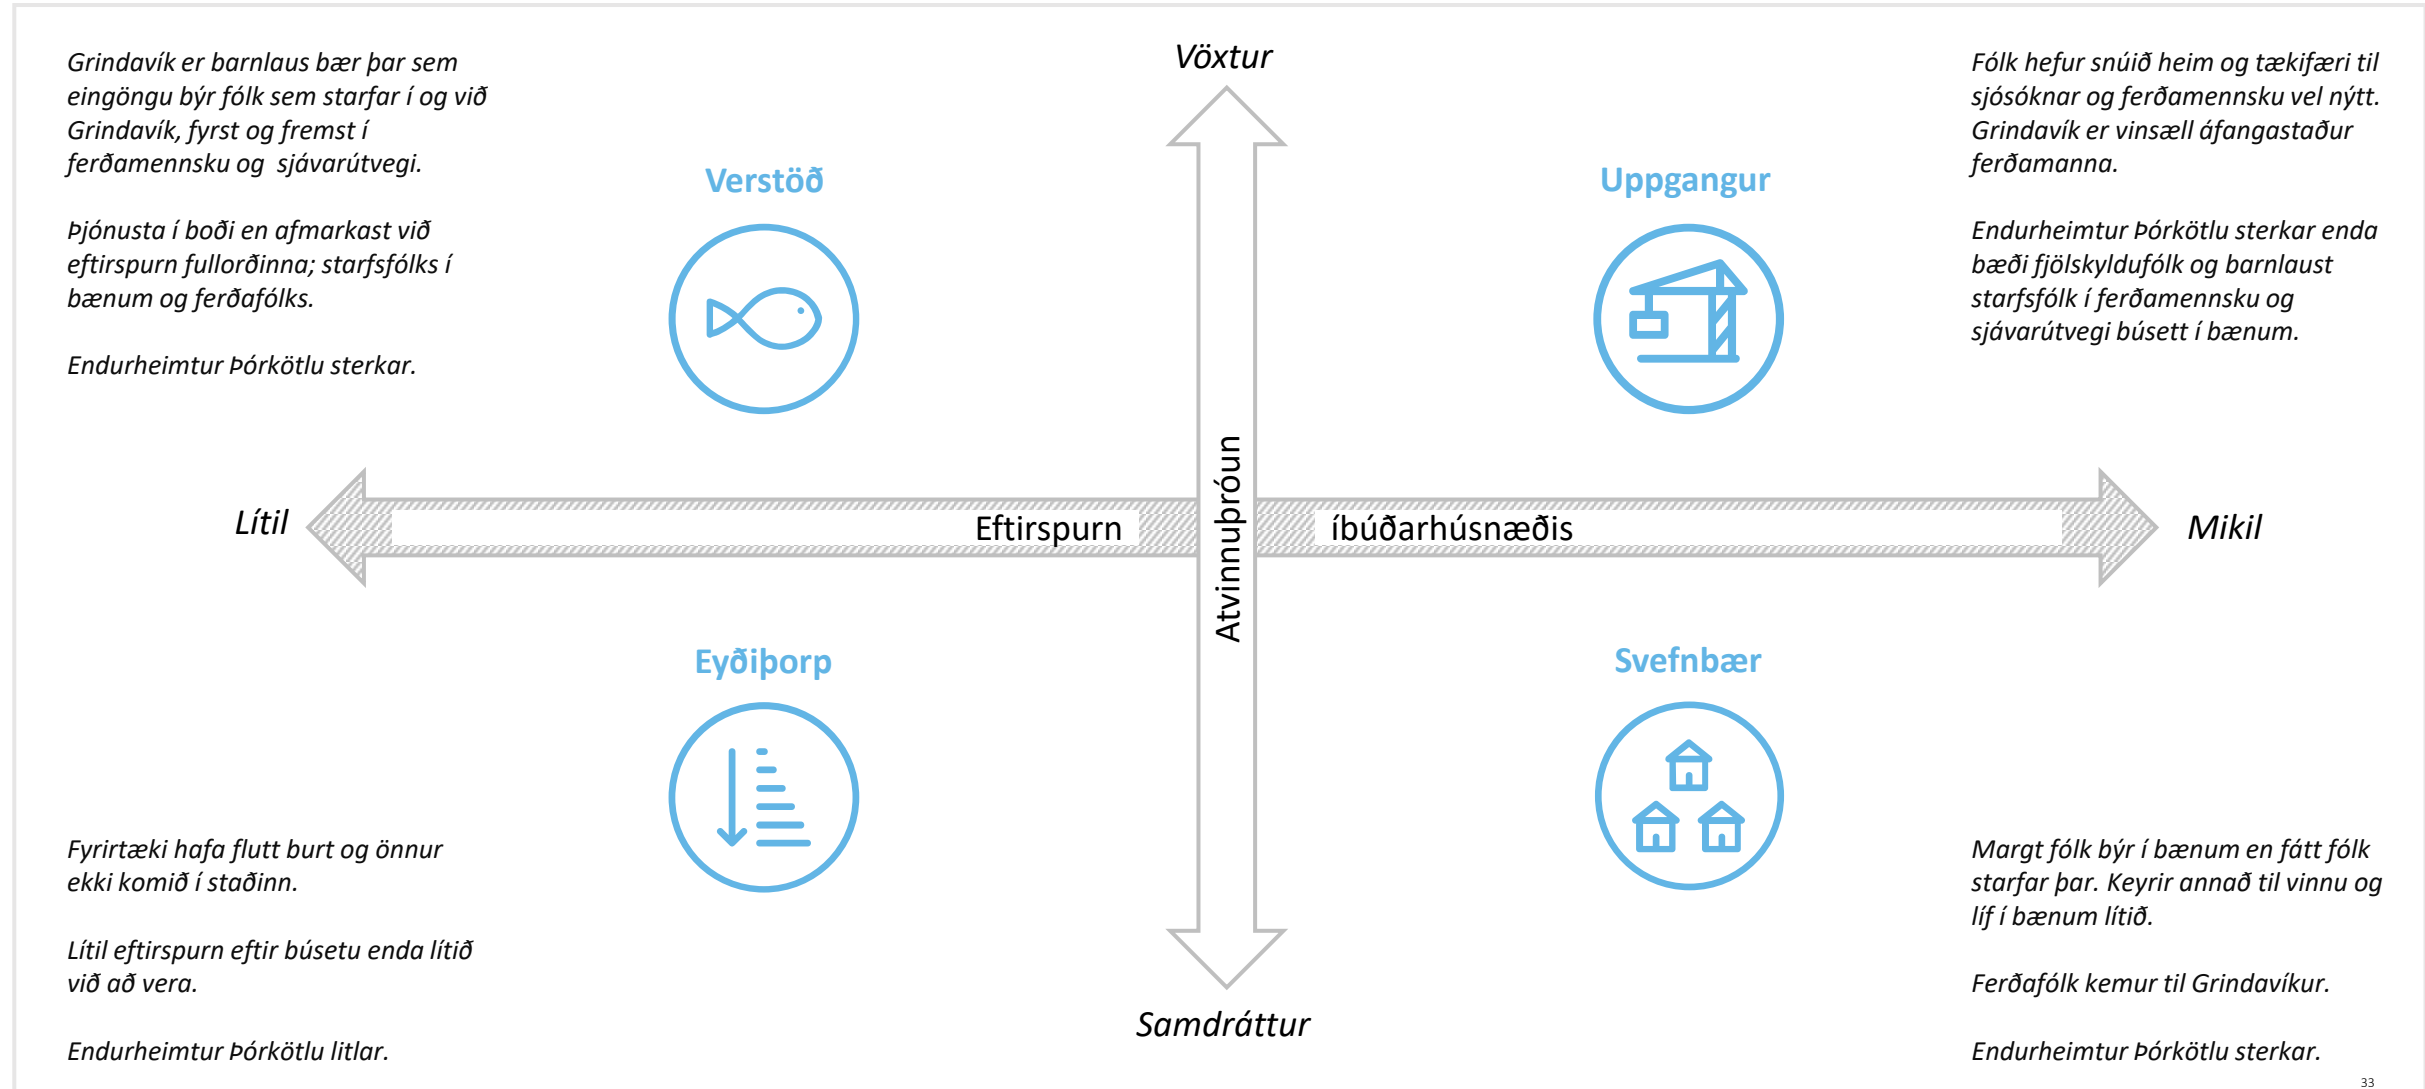 Grindavík er barnlaus bær þar sem
eingöngu býr fólk sem starfar í og við
Grindavík, fyrst og fremst í
ferðamennsku og sjávarútvegi.
Þjónusta í boði en afmarkast við
eftirspurn fullorðinna; starfsfólks í
bænum og ferðafólks.
Endurheimtur Þórkötlu sterkar.
Verstöð
Vöxtur
Uppgangur
Fólk hefur snúið heim og tækifæri til
sjósóknar og ferðamennsku vel nýtt.
Grindavík er vinsæll áfangastaður
ferðamanna.
Endurheimtur Þórkötlu sterkar enda
bæði fjölskyldufólk og barnlaust
starfsfólk í ferðamennsku og
sjávarútvegi búsett í bænum.
Lítil
Eftirspurn
Atvinnuþróun
íbúðarhúsnæðis
Mikil
Eyðiþorp
Svefnbær
Fyrirtæki hafa flutt burt og önnur
ekki komið í staðinn.
Lítil eftirspurn eftir búsetu enda lítið
við að vera.
Endurheimtur Þórkötlu litlar.
Samdráttur
Margt fólk býr í bænum en fátt fólk
starfar þar. Keyrir annað til vinnu og
líf í bænum lítið.
Ferðafólk kemur til Grindavíkur.
Endurheimtur Þórkötlu sterkar.
33